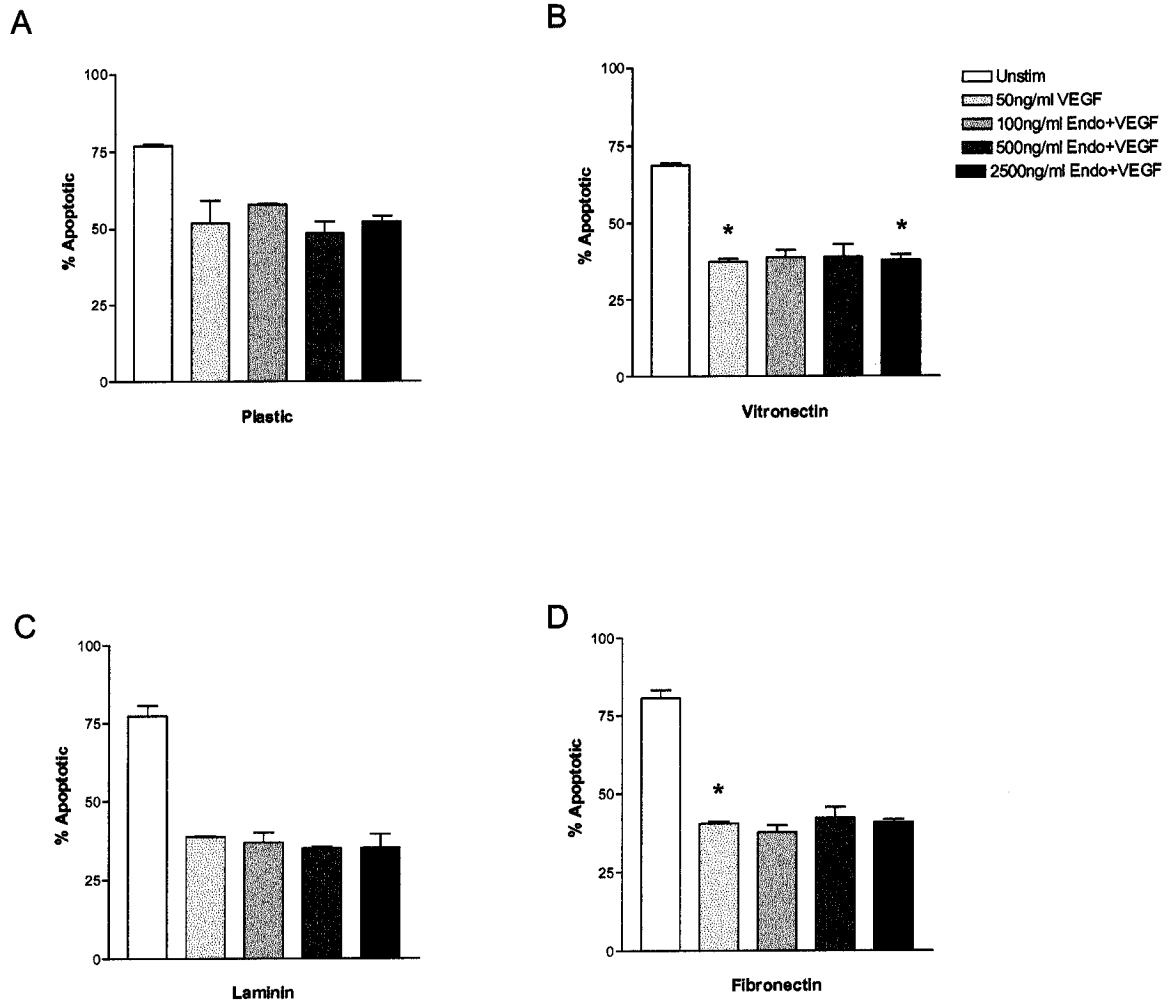 A
100
75
50
25
0
% Apoptotic
Plastic
B
100
75
50
25
0
% Apoptotic
*
*
Vitronectin
Unstim
50ng/ml VEGF
100ng/ml Endo+VEGF
500ng/ml Endo+VEGF
2500ng/ml Endo+VEGF
C
100
75
50
25
0
% Apoptotic
Laminin
D
100
75
50
25
0
% Apoptotic
*
Fibronectin